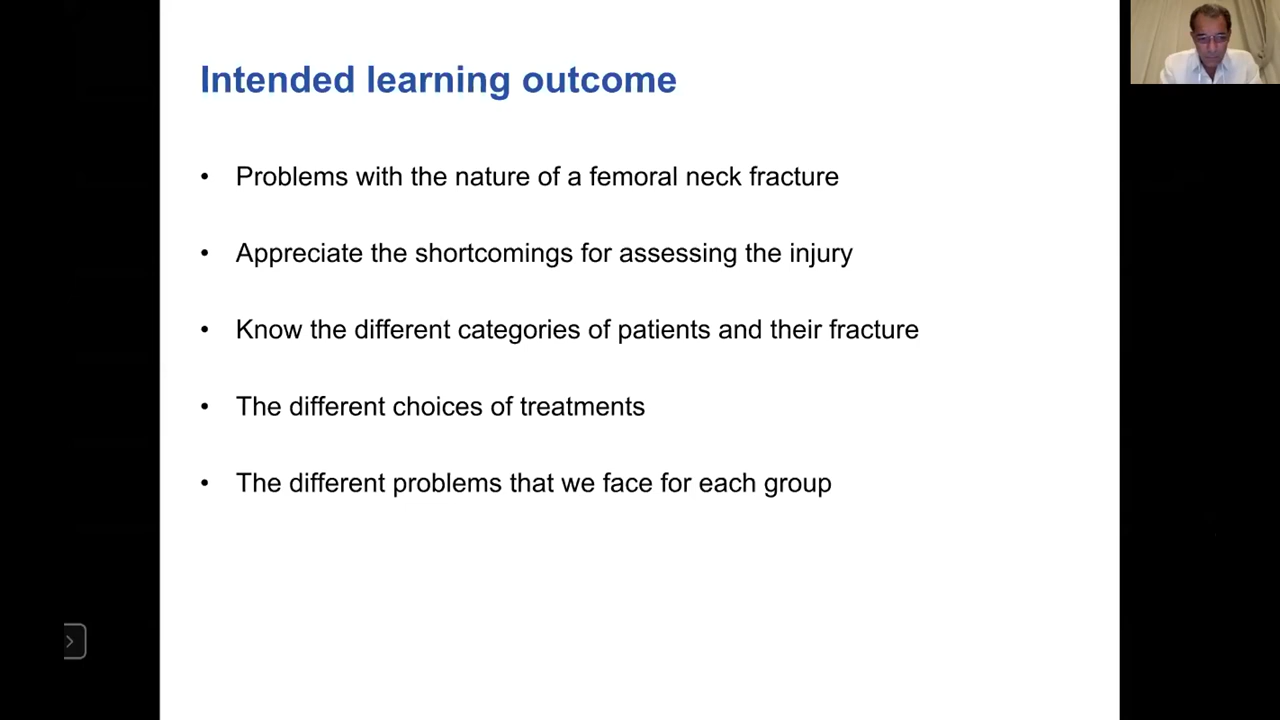 Intended learning outcome
• Problems with the nature of a femoral neck fracture
• Appreciate the shortcomings for assessing the injury
• Know the different categories of patients and their fracture
• The different choices of treatments
• The different problems that we face for each group